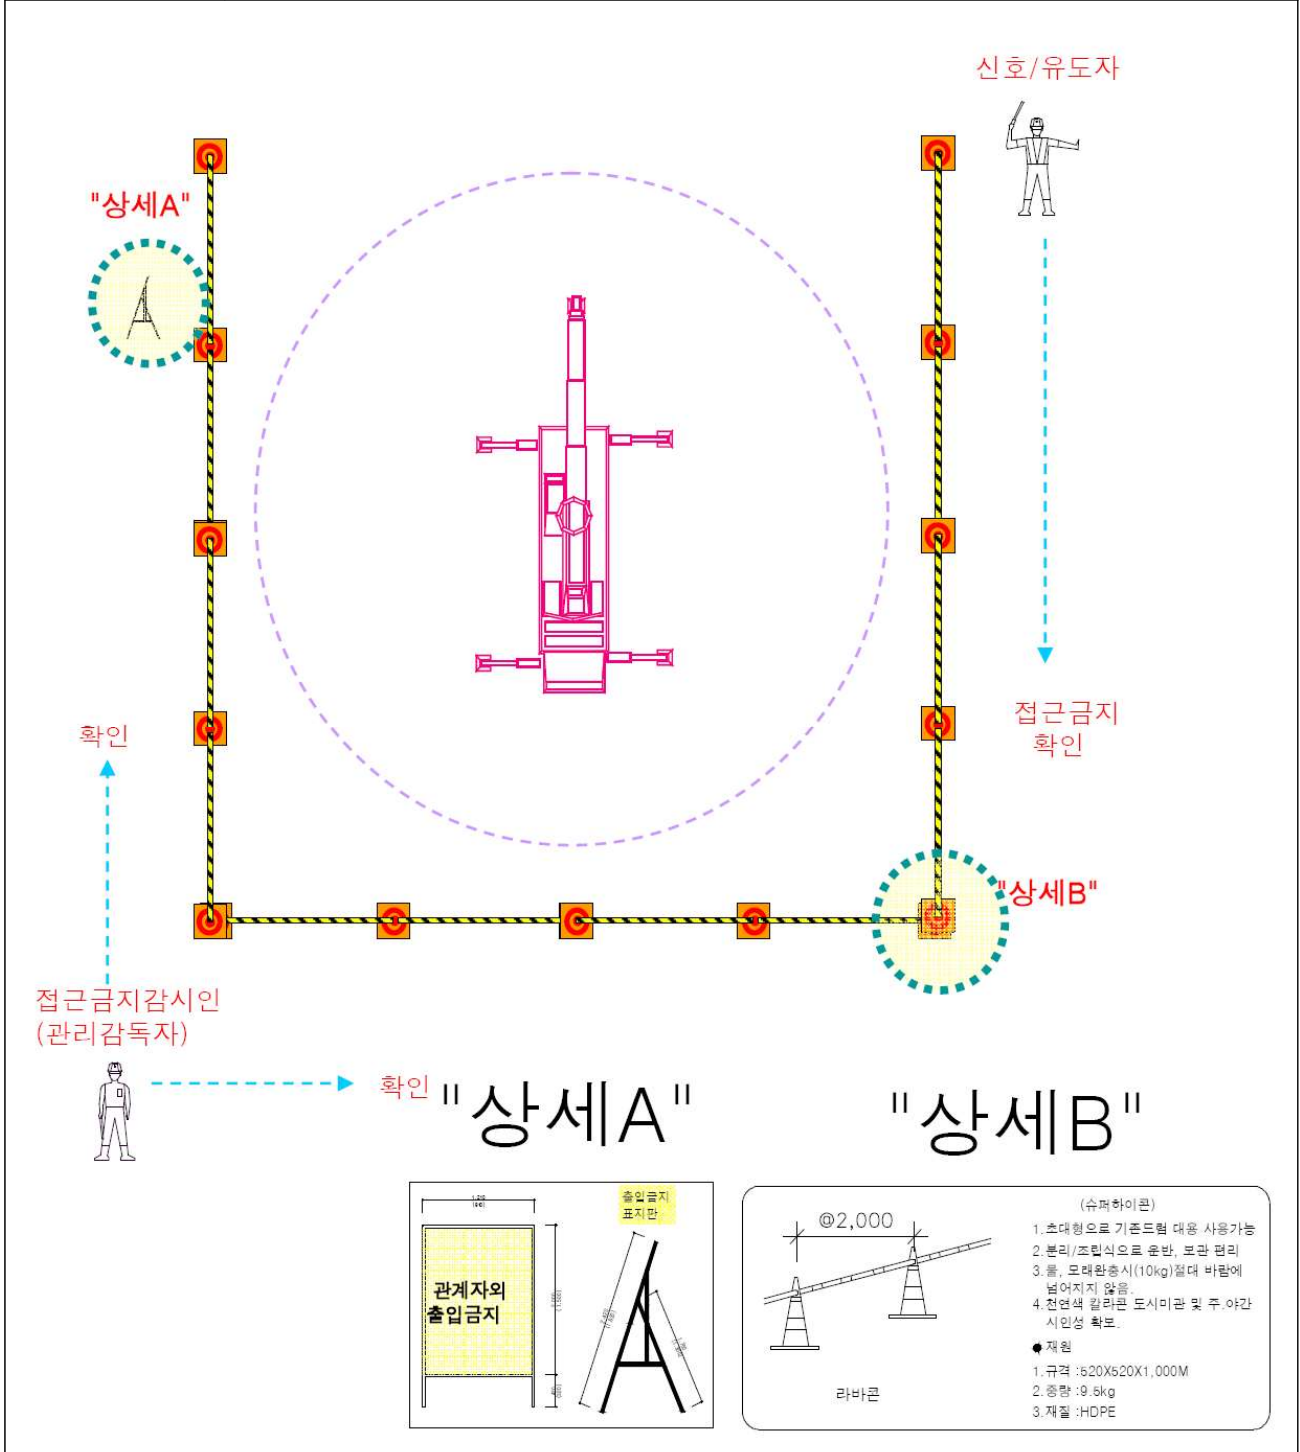 신호/유도자
"상세A"
확인
접근금지
확인
"상세B"
접근금지감시인
(관리감독자)
확인
"상세A"
"상세B"
출입금지
표지판
관계자외
출입금지
@2,000
라바콘
(슈퍼하이콘)
1.초대형으로 기존드럼 대용 사용가능
2.분리/조립식으로 운반, 보관 편리
3.물, 모래완충시(10kg)절대 바람에
넘어지지 않음.
4.천연색 칼라콘 도시미관 및 주.야간
시인성 확보.
재원
1.규격 :520X520X1,000M
2.중량 :9.5kg
3.재질 :HDPE